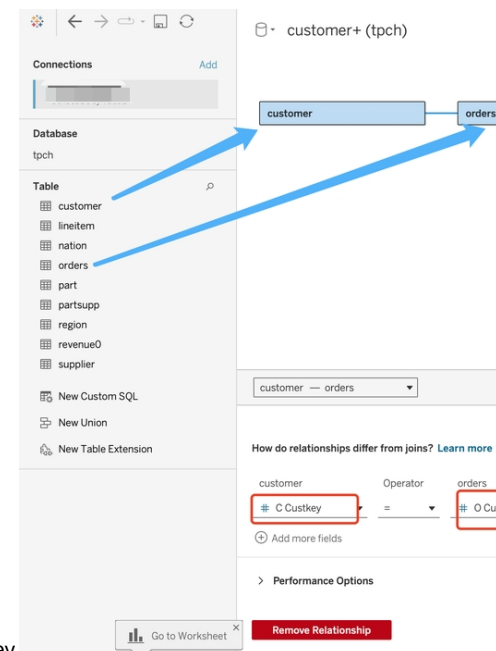 customer+ (tpch)
Connections Add
Database
tpch
Table
customer
lineitem
nation
orders
part
partsupp
region
revenue0
supplier
New Custom SQL
New Union
New Table Extension
customer
orders
customer — orders
How do relationships differ from joins? Learn more
customer Operator orders
# C Custkey = # O Cu
Add more fields
Performance Options
Go to Worksheet
Remove Relationship